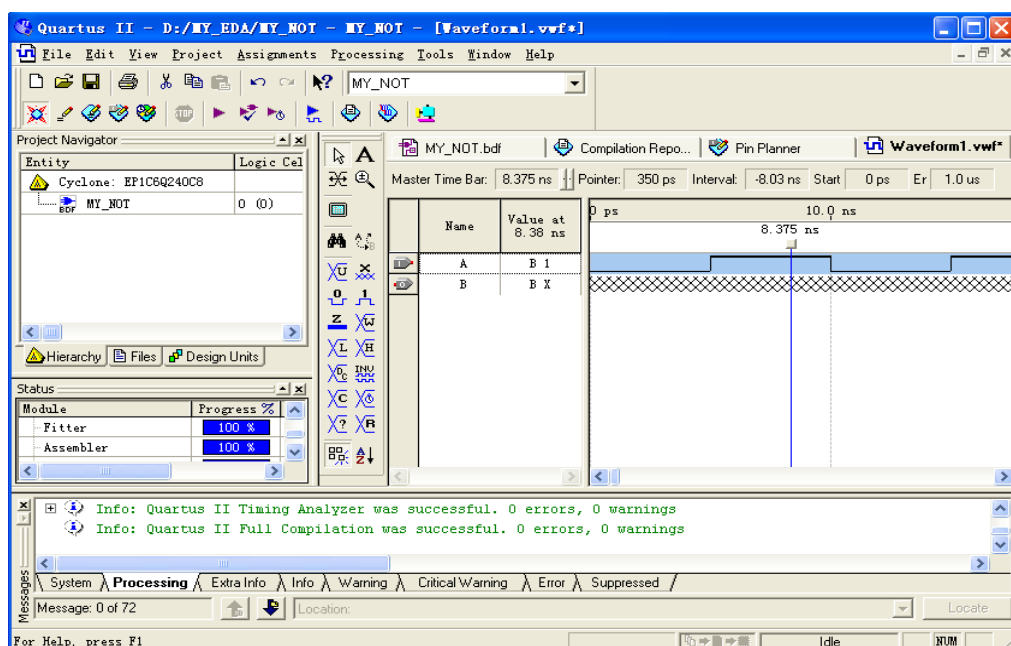 Quartus II - D:/MY_EDA/MY_NOT - MY_NOT - [Waveform1.vwf*]
File Edit View Project Assignments Processing Tools Window Help
MY_NOT
STOP
Project Navigator
Entity Logic Cel
Cyclone: EP1C6Q240C8
BDF MY_NOT 0 (0)
Hierarchy Files Design Units
Status
Module Progress %
Fitter 100 %
Assembler 100 %
MY_NOT.bdf Compilation Repo... Pin Planner Waveform1.vwf*
Master Time Bar: 8.375 ns Pointer: 350 ps Interval: -8.03 ns Start 0 ps Er 1.0 us
Name Value at 8.38 ns
0 ps 10.0 ns
8.375 ns
A B 1
B B X
Info: Quartus II Timing Analyzer was successful. 0 errors, 0 warnings
Info: Quartus II Full Compilation was successful. 0 errors, 0 warnings
Messages
System Processing Extra Info Info Warning Critical Warning Error Suppressed
Message: 0 of 72 Location: Locate
For Help, press F1 Idle NUM